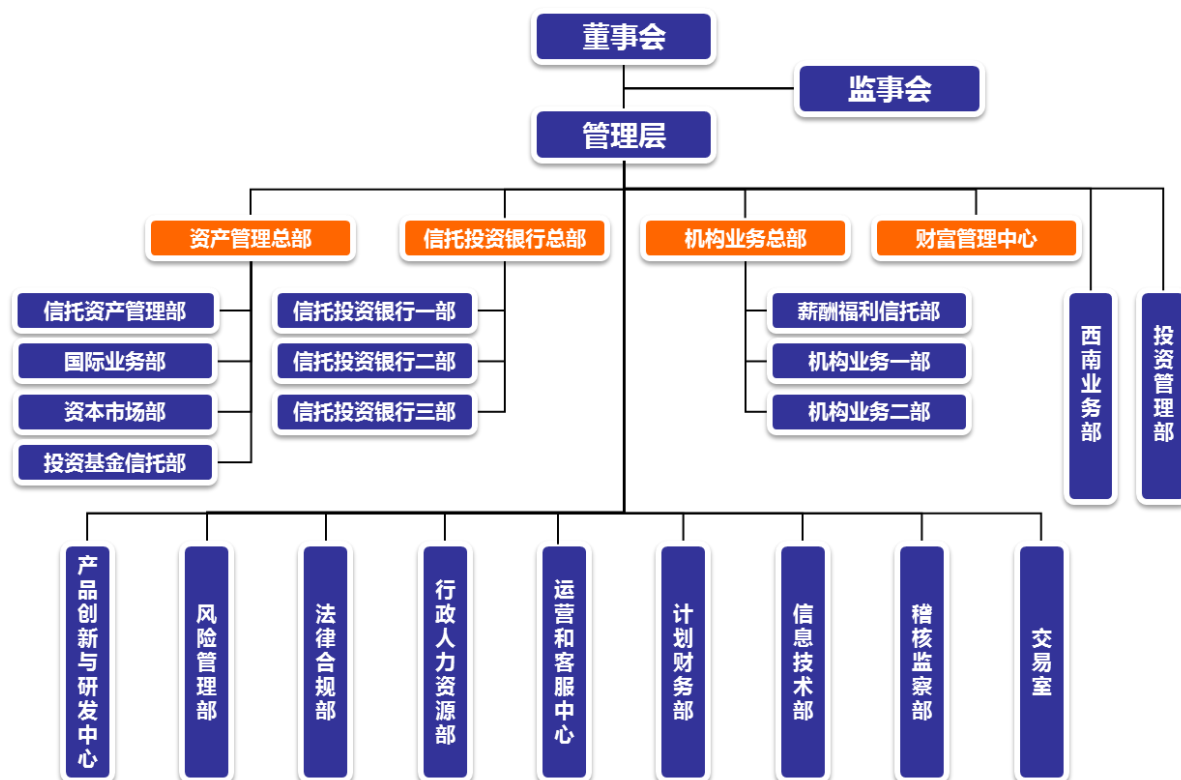 董事会
监事会
管理层
资产管理总部
信托投资银行总部
机构业务总部
财富管理中心
信托资产管理部
国际业务部
资本市场部
投资基金信托部
信托投资银行一部
信托投资银行二部
信托投资银行三部
薪酬福利信托部
机构业务一部
机构业务二部
西南业务部
投资管理部
产品创新与研发中心
风险管理部
法律合规部
行政人力资源部
运营和客服中心
计划财务部
信息技术部
稽核监察部
交易室